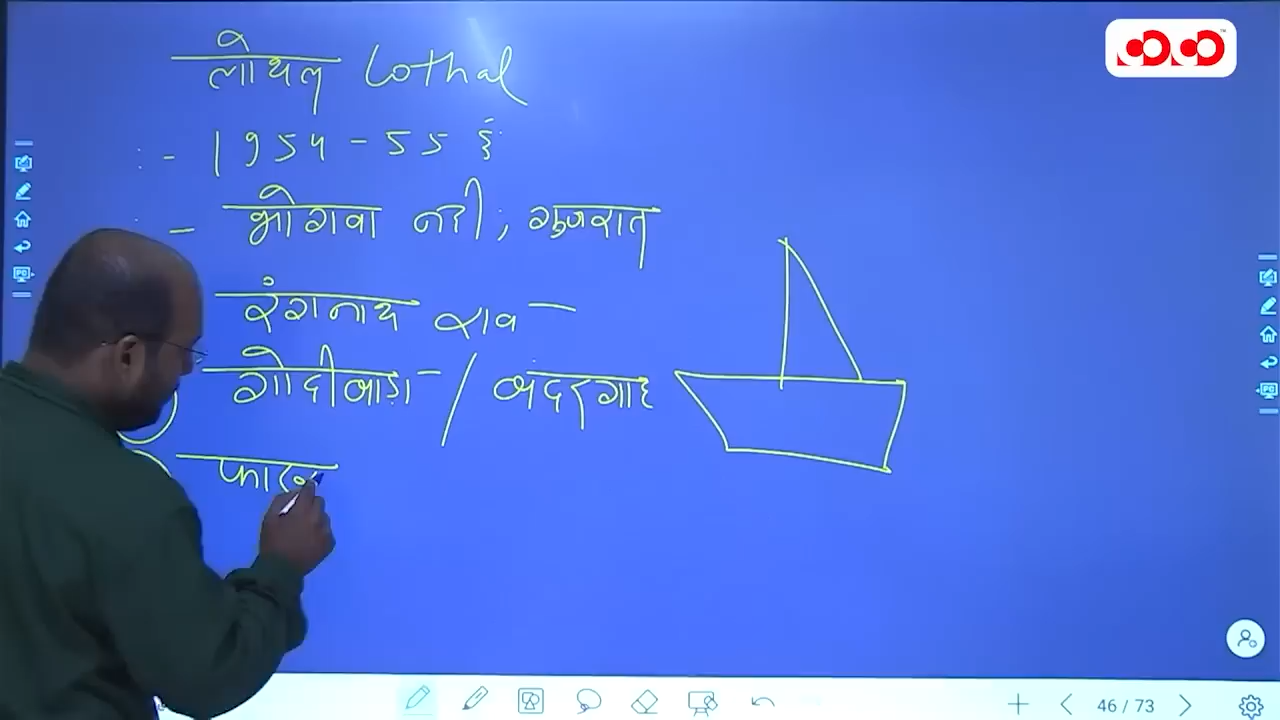 लोथल Lothal
- 1954-55 ई
- भोगवा नदी, गुजरात
रंगनाथ राव
गोदीबाड़ा / बंदरगाह
फार
46 / 73